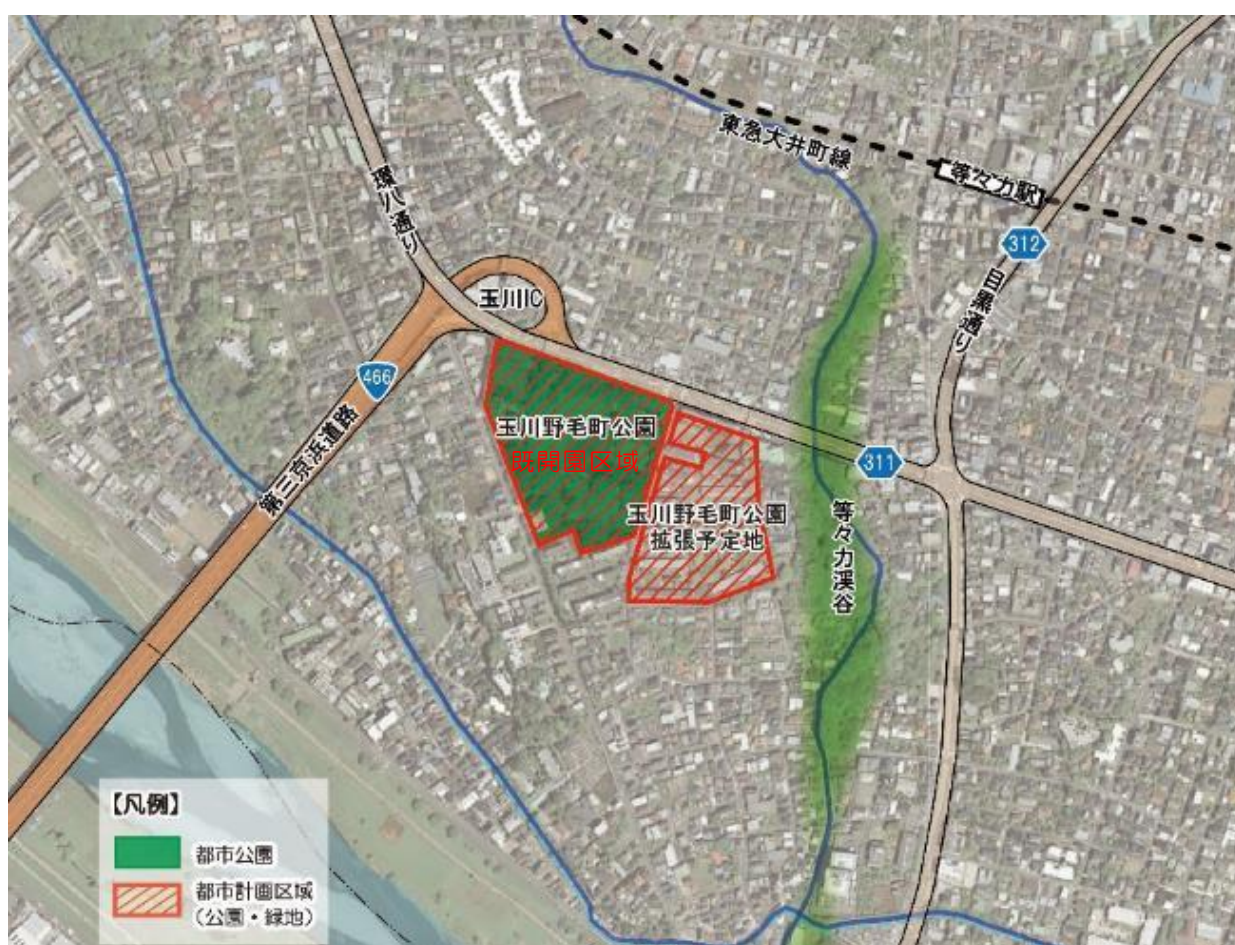 東急大井町線
等々力駅
環八通り
312
目黒通り
玉川IC
466
第三京浜道路
玉川野毛町公園
既開園区域
311
玉川野毛町公園
拡張予定地
等々力渓谷
【凡例】
都市公園
都市計画区域
(公園・緑地)